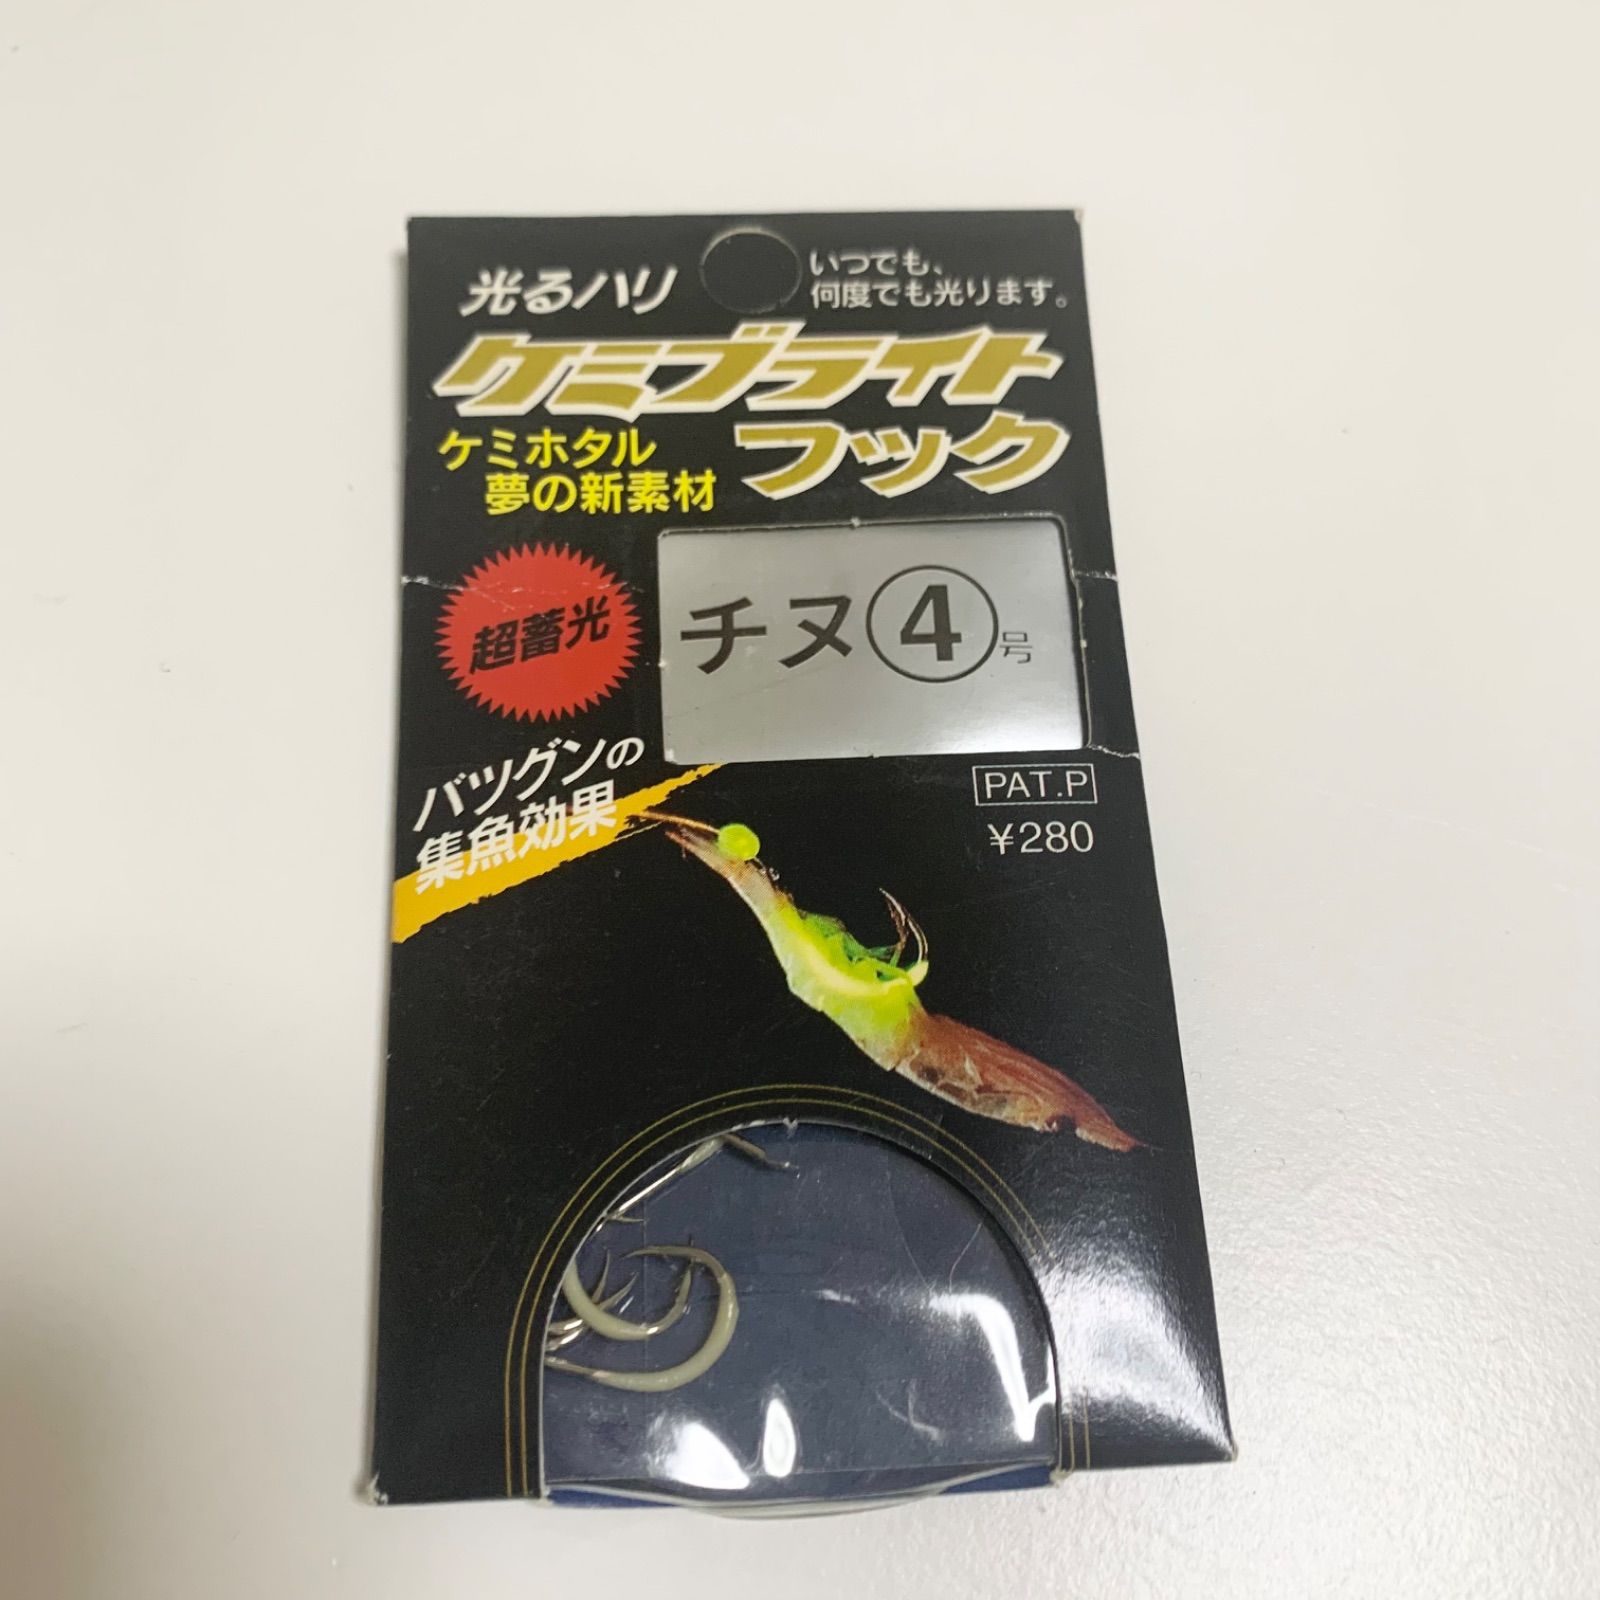 光るハリ
いつでも、
何度でも光ります。
ケミブライト
フック
ケミホタル
夢の新素材
超蓄光
チヌ④号
バツグンの
集魚効果
PAT.P
¥280